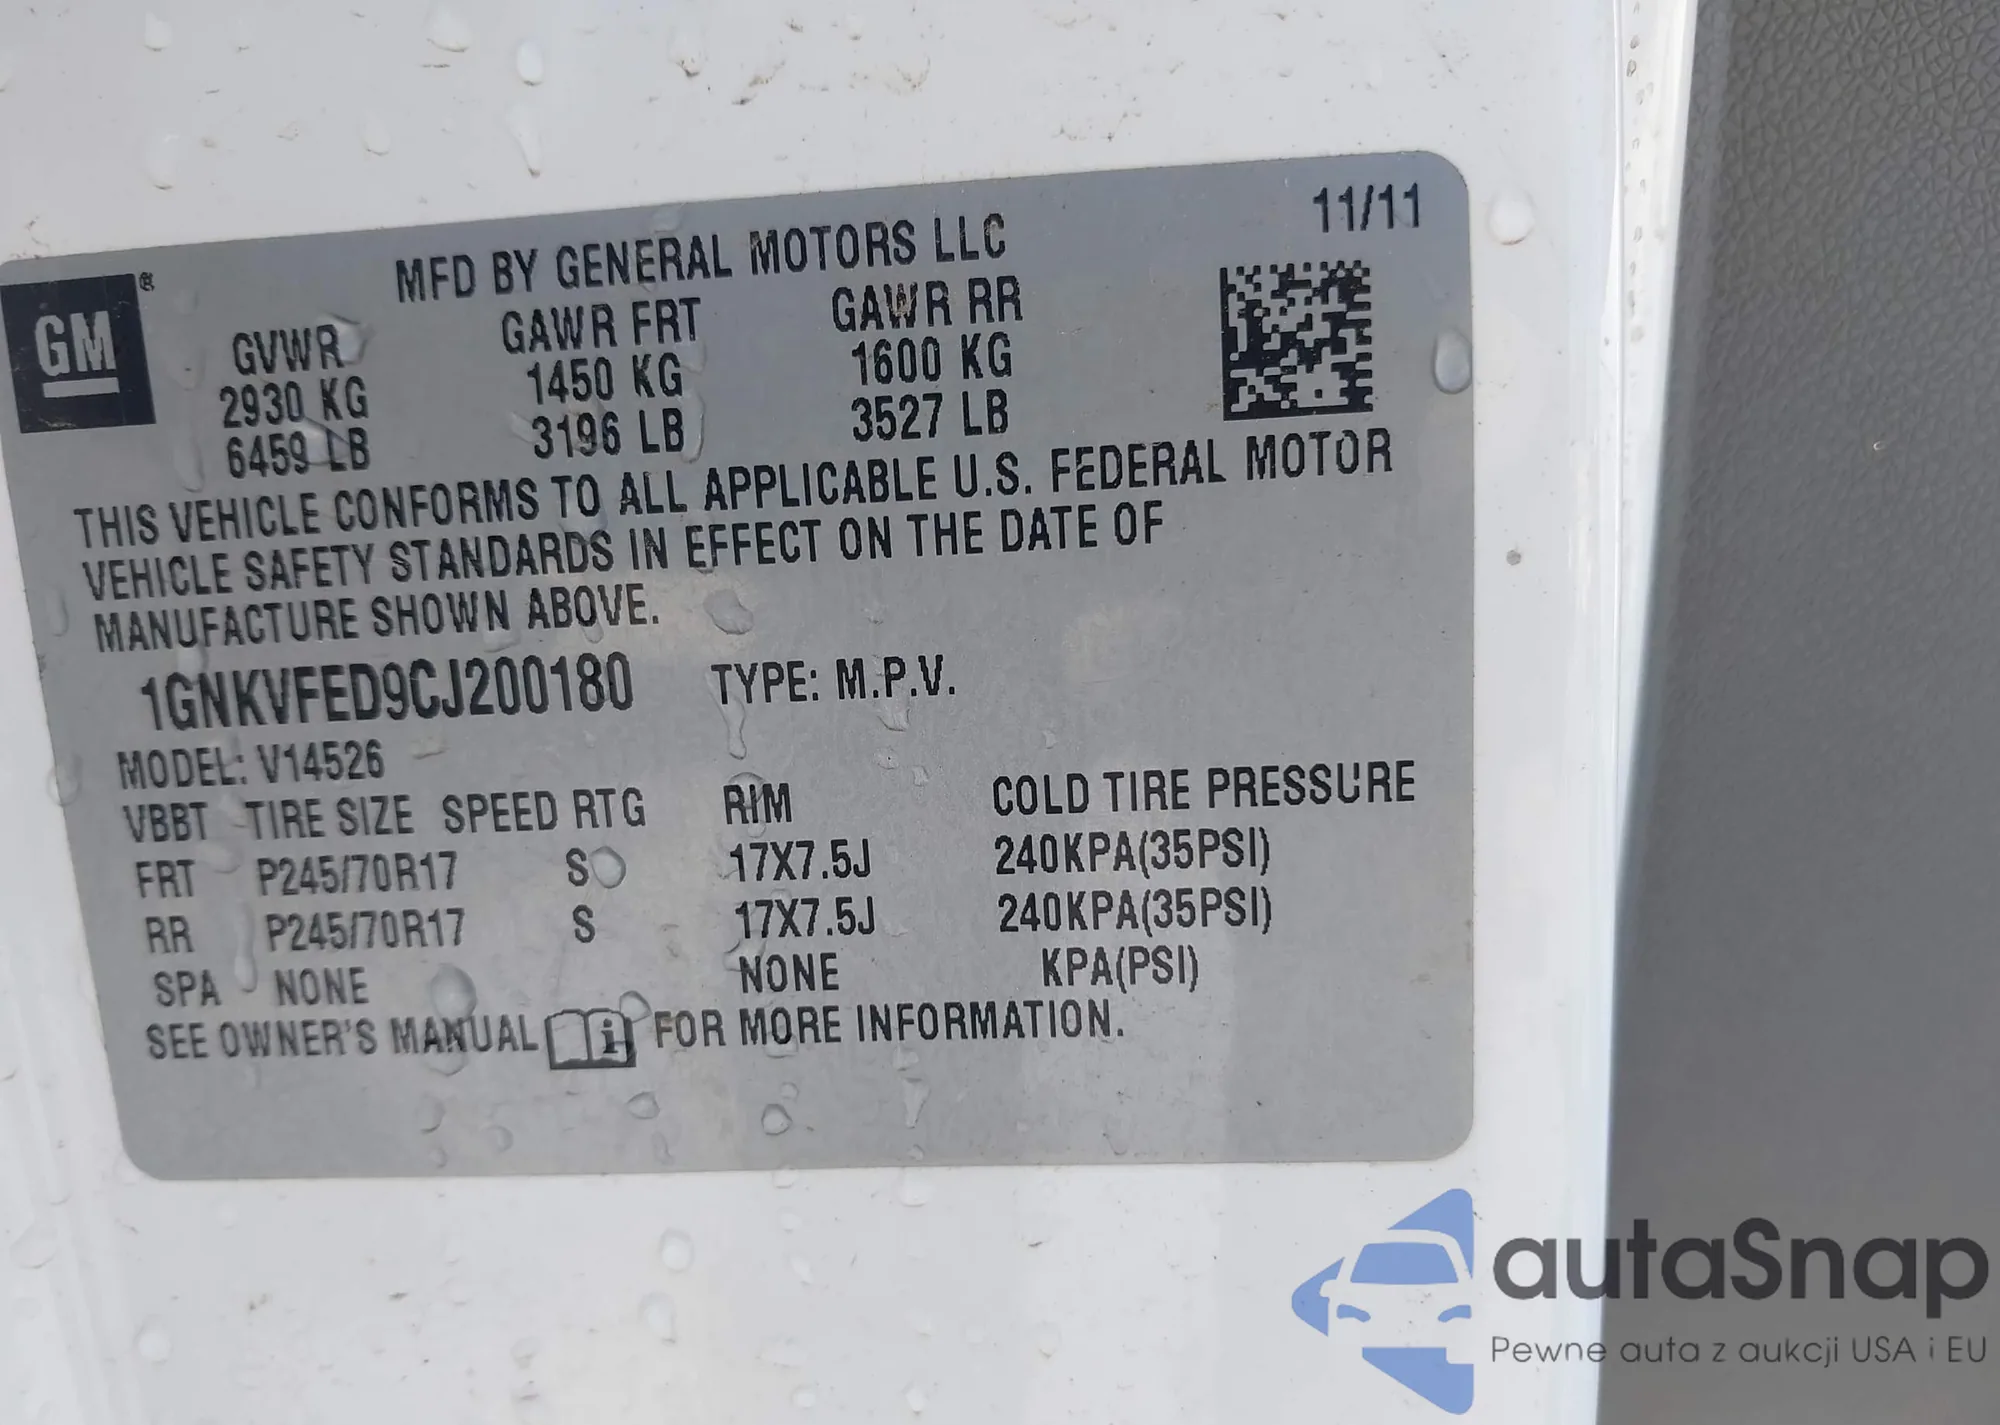 11/11
MFD BY GENERAL MOTORS LLC
GM ®
GVWR GAWR FRT GAWR RR
2930 KG 1450 KG 1600 KG
6459 LB 3196 LB 3527 LB
THIS VEHICLE CONFORMS TO ALL APPLICABLE U.S. FEDERAL MOTOR
VEHICLE SAFETY STANDARDS IN EFFECT ON THE DATE OF
MANUFACTURE SHOWN ABOVE.
1GNKVFED9CJ200180 TYPE: M.P.V.
MODEL: V14526
VBBT TIRE SIZE SPEED RTG RIM COLD TIRE PRESSURE
FRT P245/70R17 S 17X7.5J 240KPA(35PSI)
RR P245/70R17 S 17X7.5J 240KPA(35PSI)
SPA NONE NONE KPA(PSI)
SEE OWNER'S MANUAL i FOR MORE INFORMATION.
autaSnap
Pewne auta z aukcji USA i EU